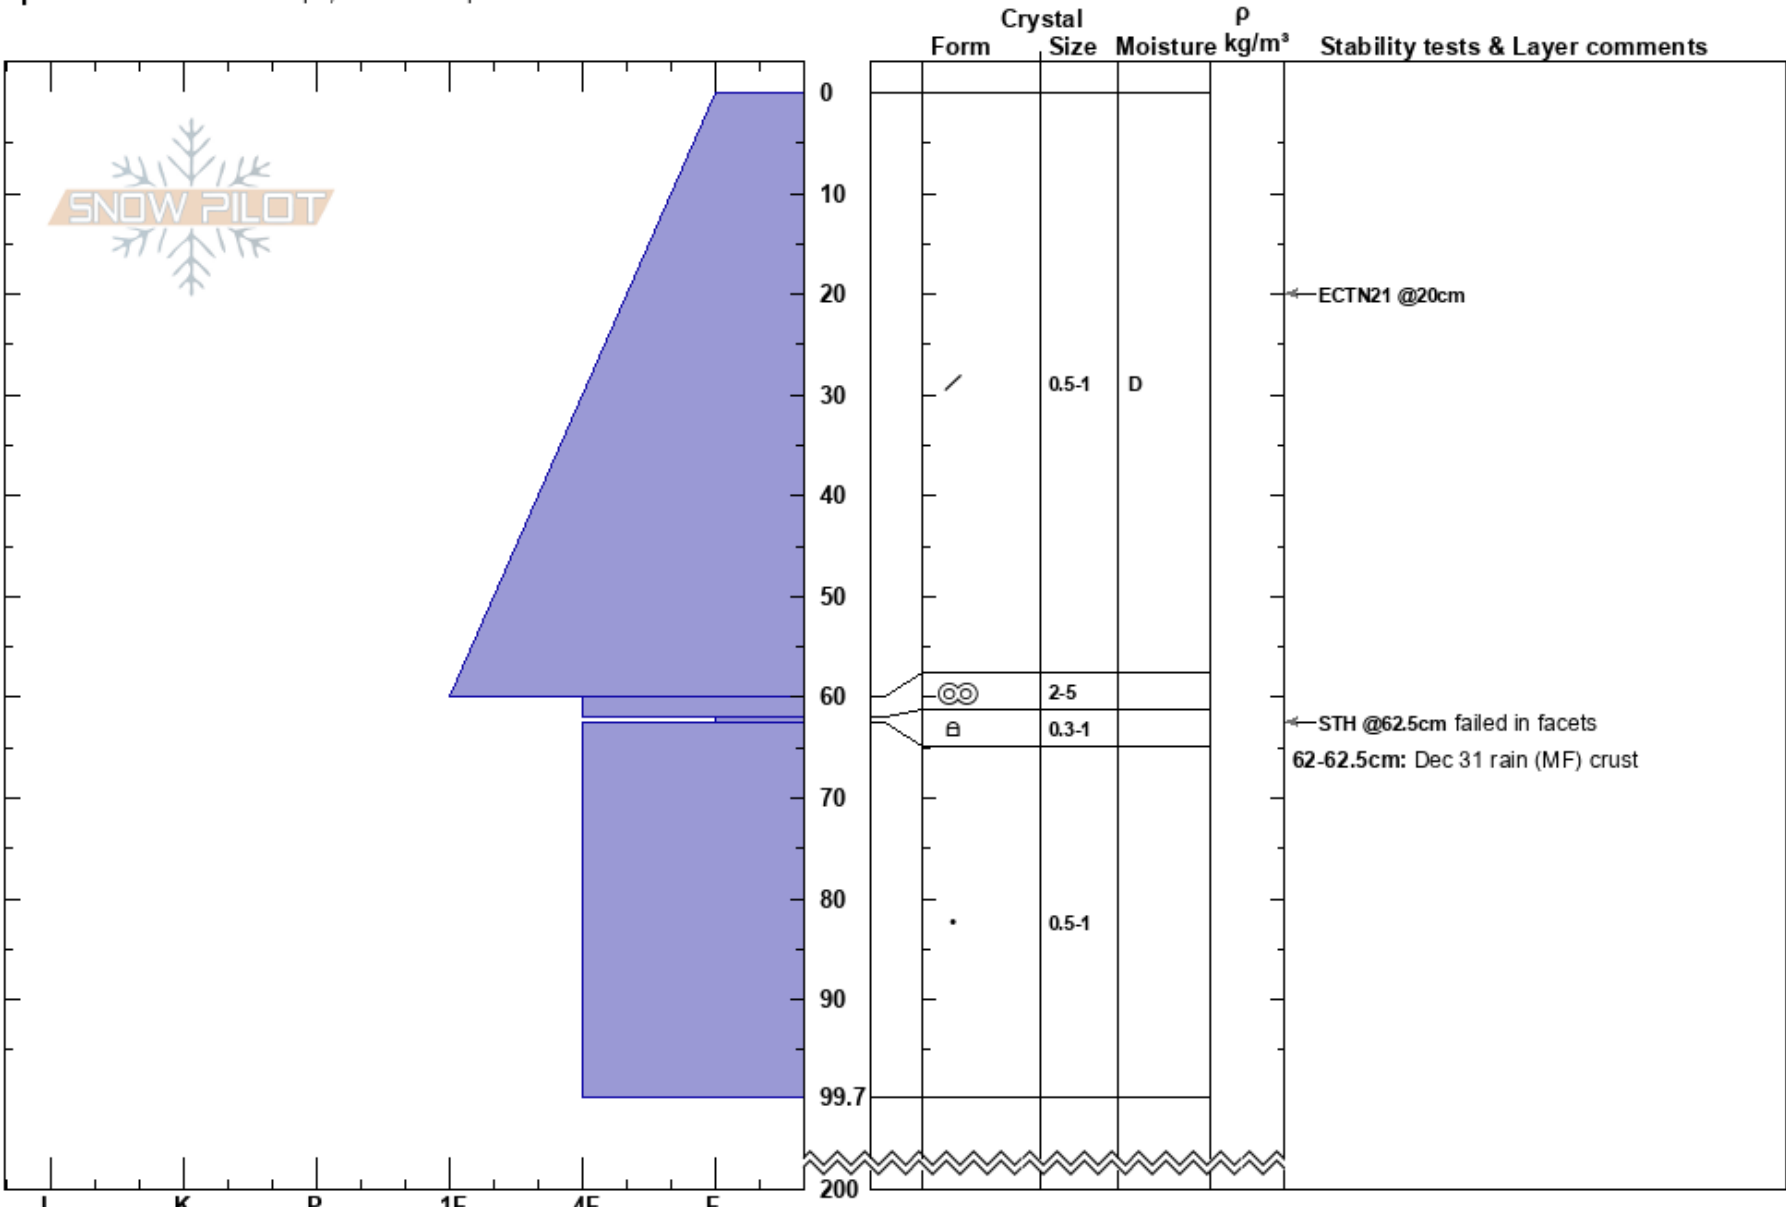 Crystal ρ
Form Size Moisture kg/m³ Stability tests & Layer comments
0
SNOW PILOT
10
20 ECTN21 @20cm
30 0.5-1 D
40
50
60 2-5
0.3-1 STH @62.5cm failed in facets
62-62.5cm: Dec 31 rain (MF) crust
70
80
0.5-1
90
99.7
200
I K P 1F 4F F